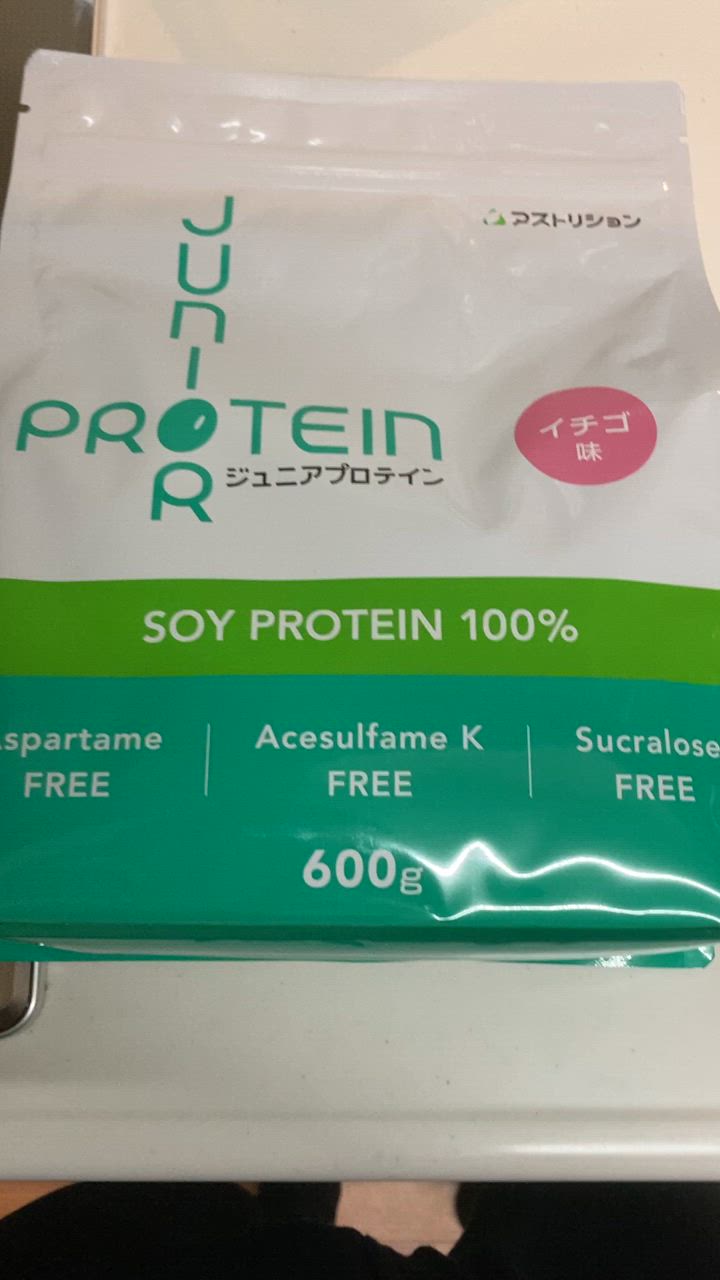 アストリション
JUNIOR
PROTEIN
ジュニアプロテイン
イチゴ
味
SOY PROTEIN 100%
spartame
FREE
Acesulfame K
FREE
Sucralose
FREE
600g